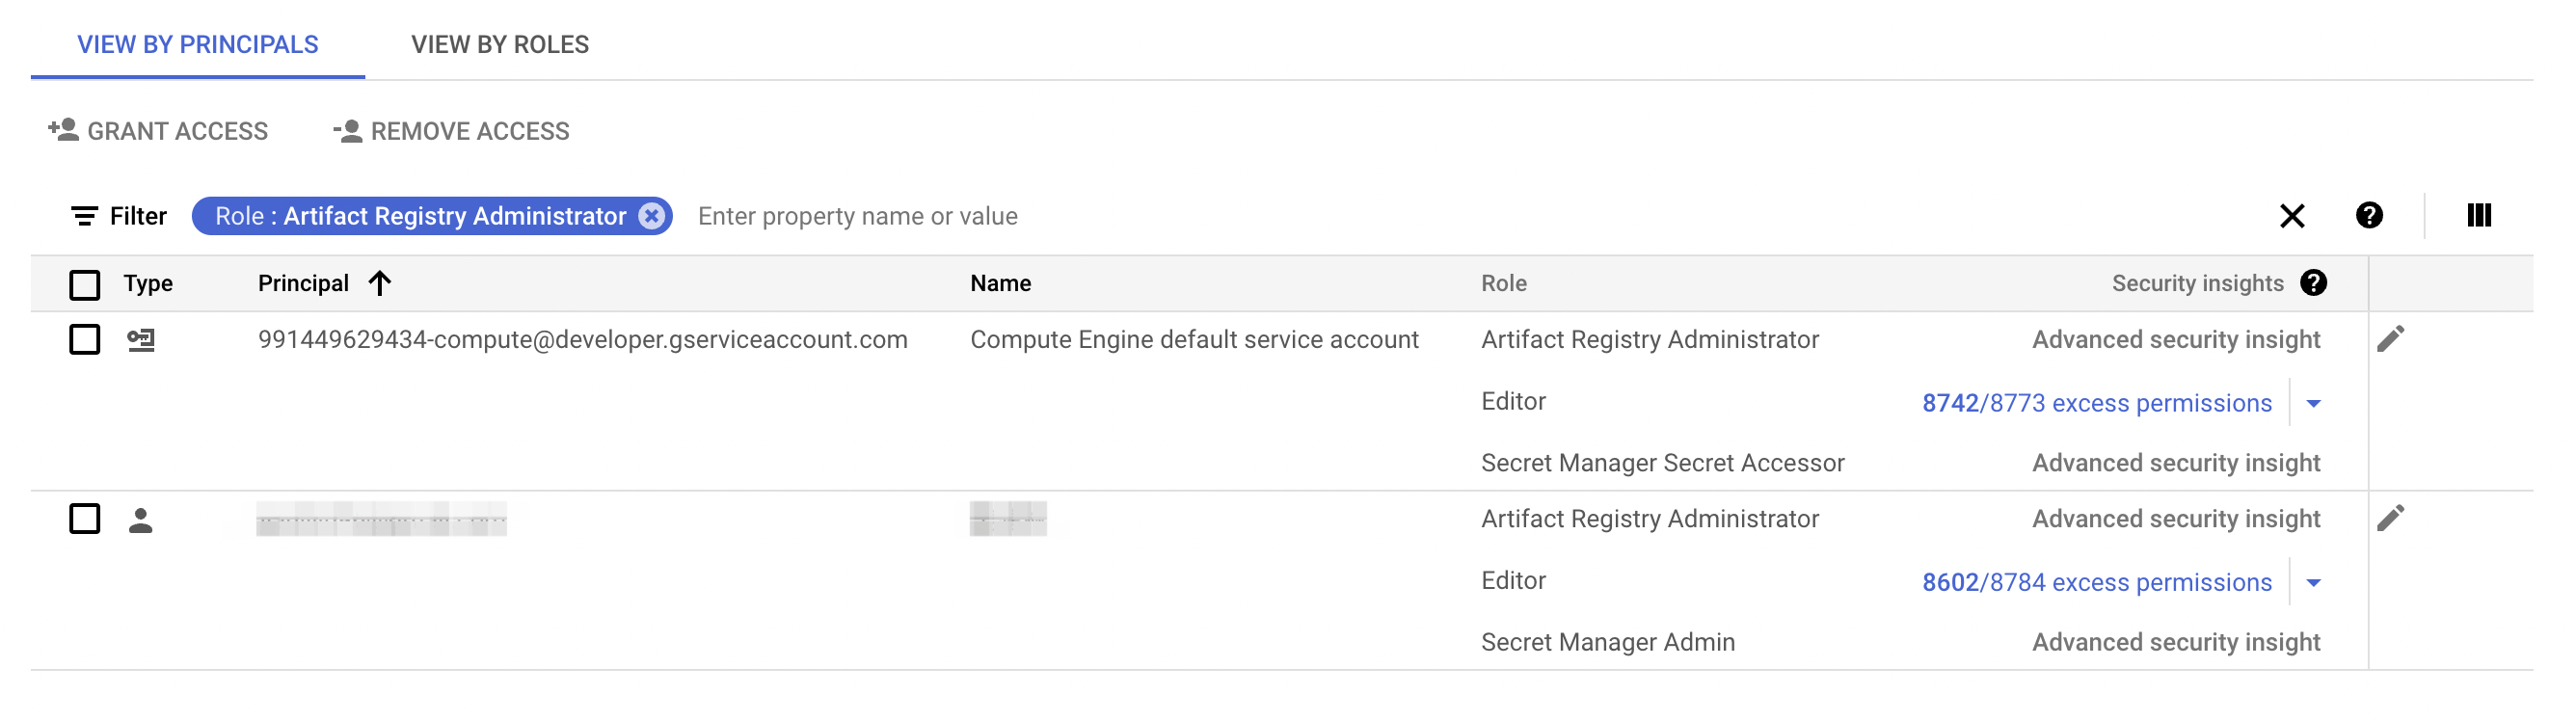 VIEW BY PRINCIPALS VIEW BY ROLES
GRANT ACCESS REMOVE ACCESS
Filter Role : Artifact Registry Administrator Enter property name or value
Type Principal Name Role Security insights
991449629434-compute@developer.gserviceaccount.com Compute Engine default service account Artifact Registry Administrator Advanced security insight
Editor 8742/8773 excess permissions
Secret Manager Secret Accessor Advanced security insight
Artifact Registry Administrator Advanced security insight
Editor 8602/8784 excess permissions
Secret Manager Admin Advanced security insight